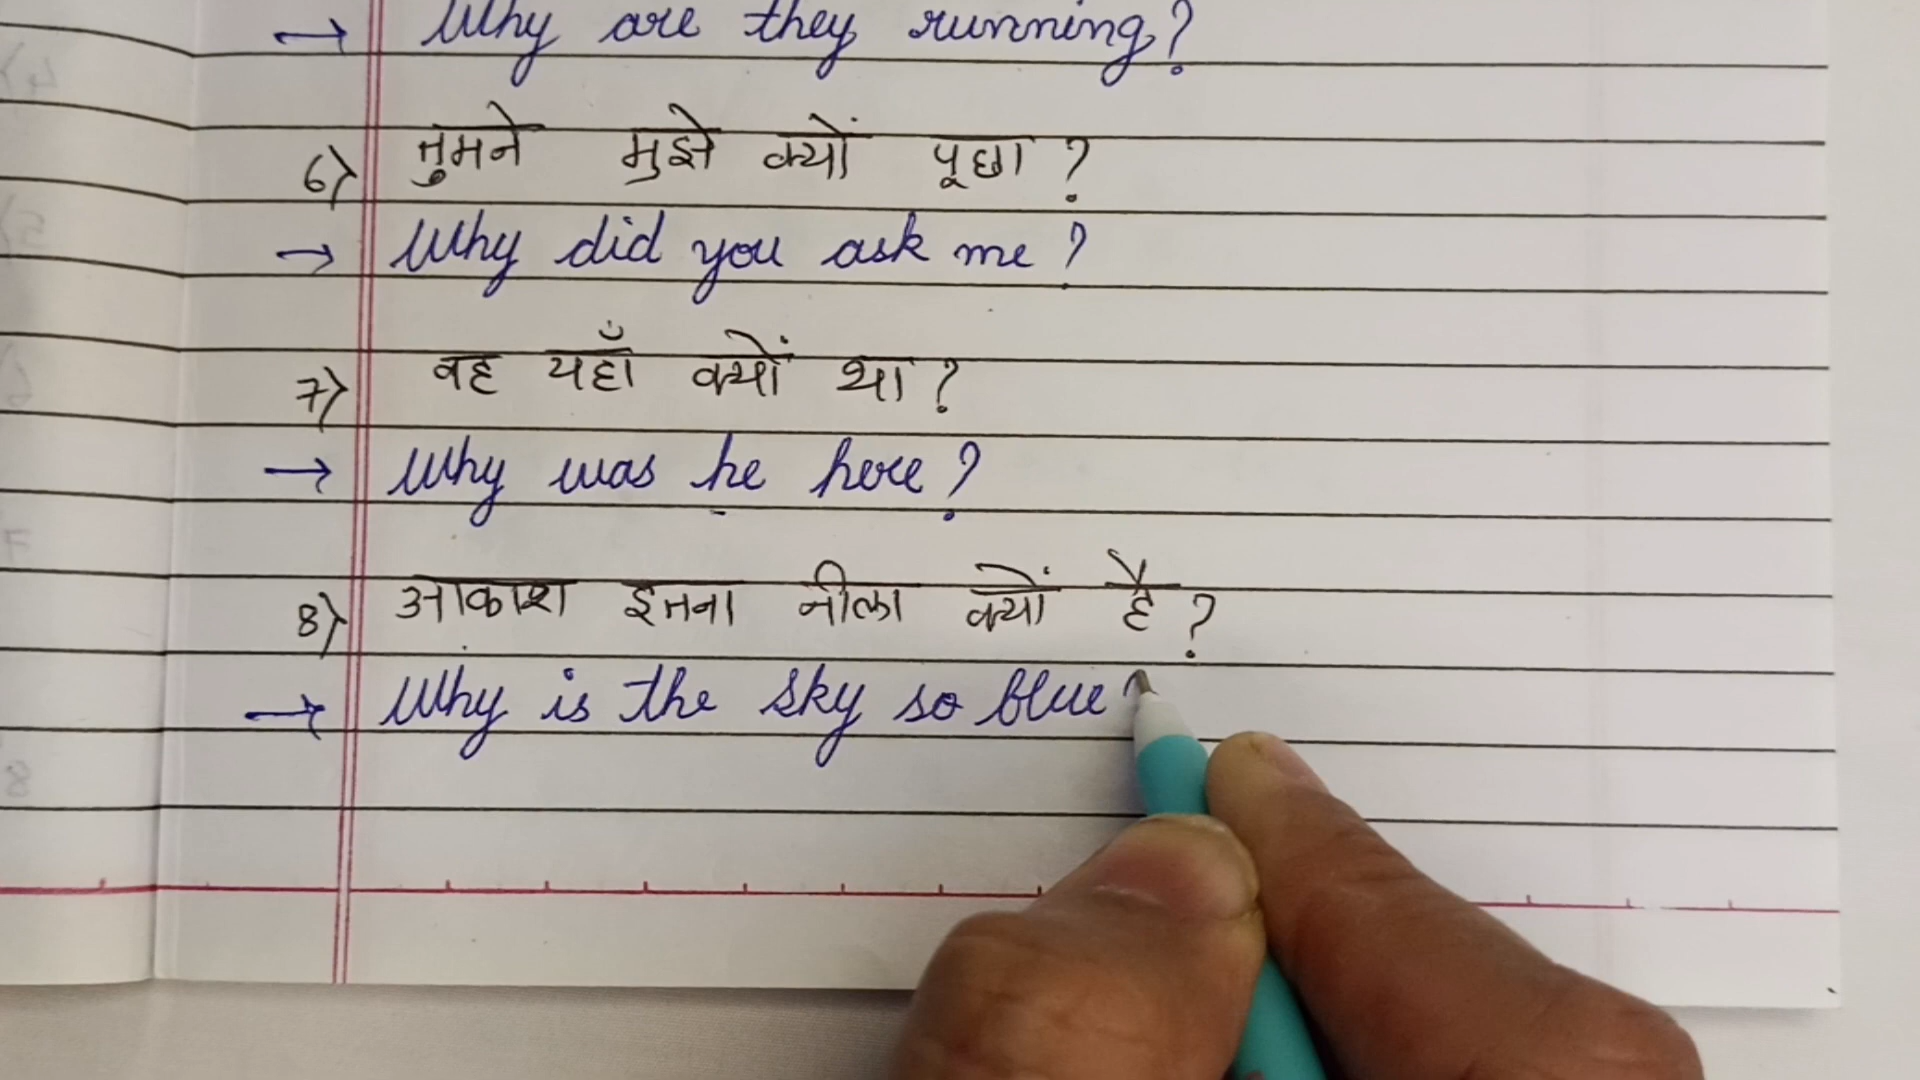 → Why are they running?
6) तुमने मुझे क्यों पूछा ?
→ Why did you ask me ?
7) वह यहाँ क्यों था ?
→ Why was he here ?
8) आकाश इतना नीला क्यों है ?
→ Why is the sky so blue ?